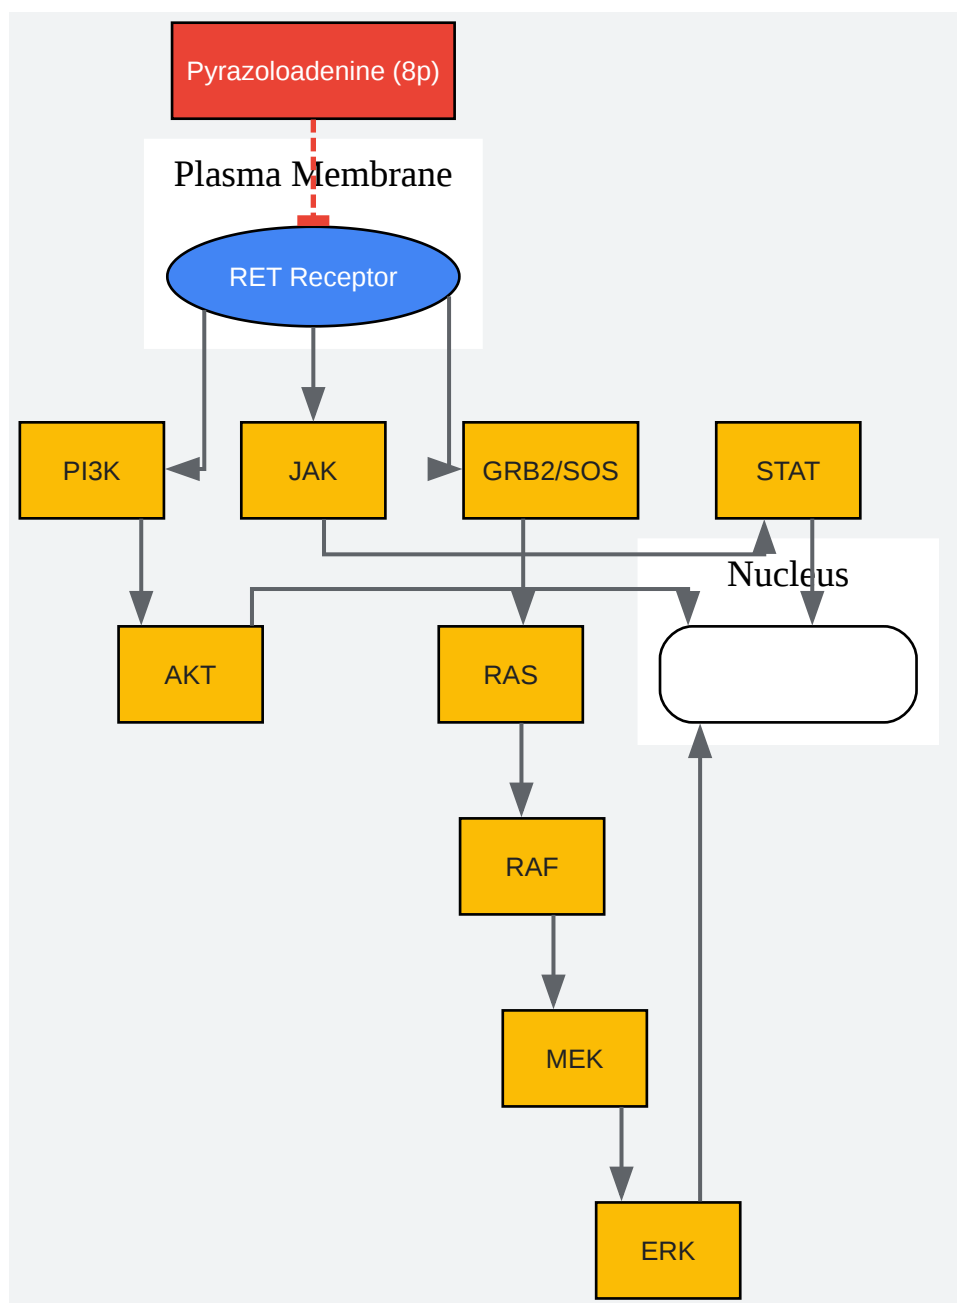 Pyrazoloadenine (8p)
Plasma Membrane
RET Receptor
PI3K
JAK
GRB2/SOS
STAT
Nucleus
AKT
RAS
RAF
MEK
ERK